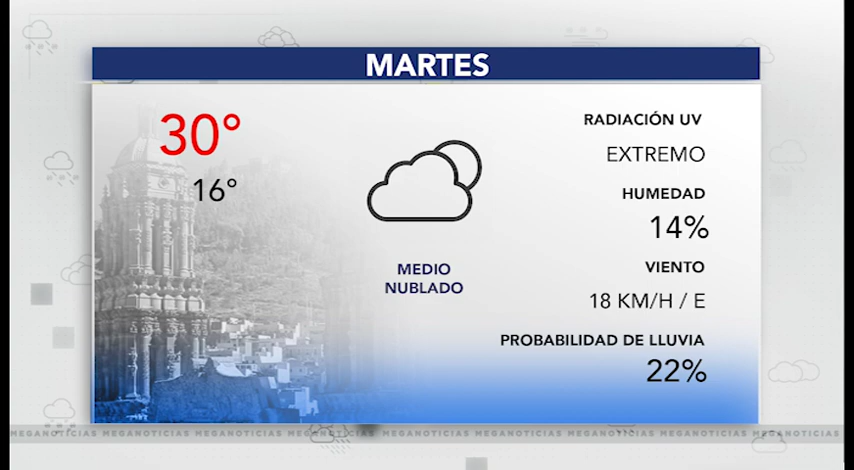 MARTES
30°
16°
MEDIO
NUBLADO
RADIACIÓN UV
EXTREMO
HUMEDAD
14%
VIENTO
18 KM/H / E
PROBABILIDAD DE LLUVIA
22%
MEGANOTICIAS MEGANOTICIAS MEGANOTICIAS MEGANOTICIAS MEGANOTICIAS MEGANOTICIAS MEGANOTICIAS MEGANOTICIAS MEGANOTICIAS